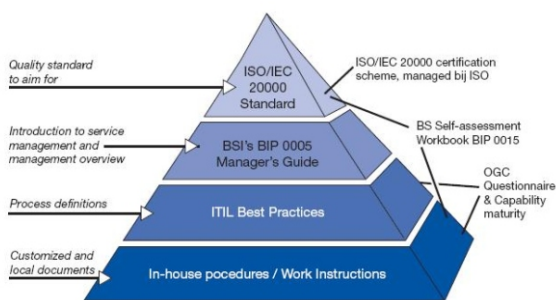 Quality standard
to aim for
ISO/IEC
20000
Standard
ISO/IEC 20000 certification
scheme, managed bij ISO
Introduction to service
management and
management overview
BSI's BIP 0005
Manager's Guide
BS Self-assessment
Workbook BIP 0015
OGC
Questionnaire
& Capability
maturity
Process definitions
ITIL Best Practices
Customized and
local documents
In-house pocedures / Work Instructions